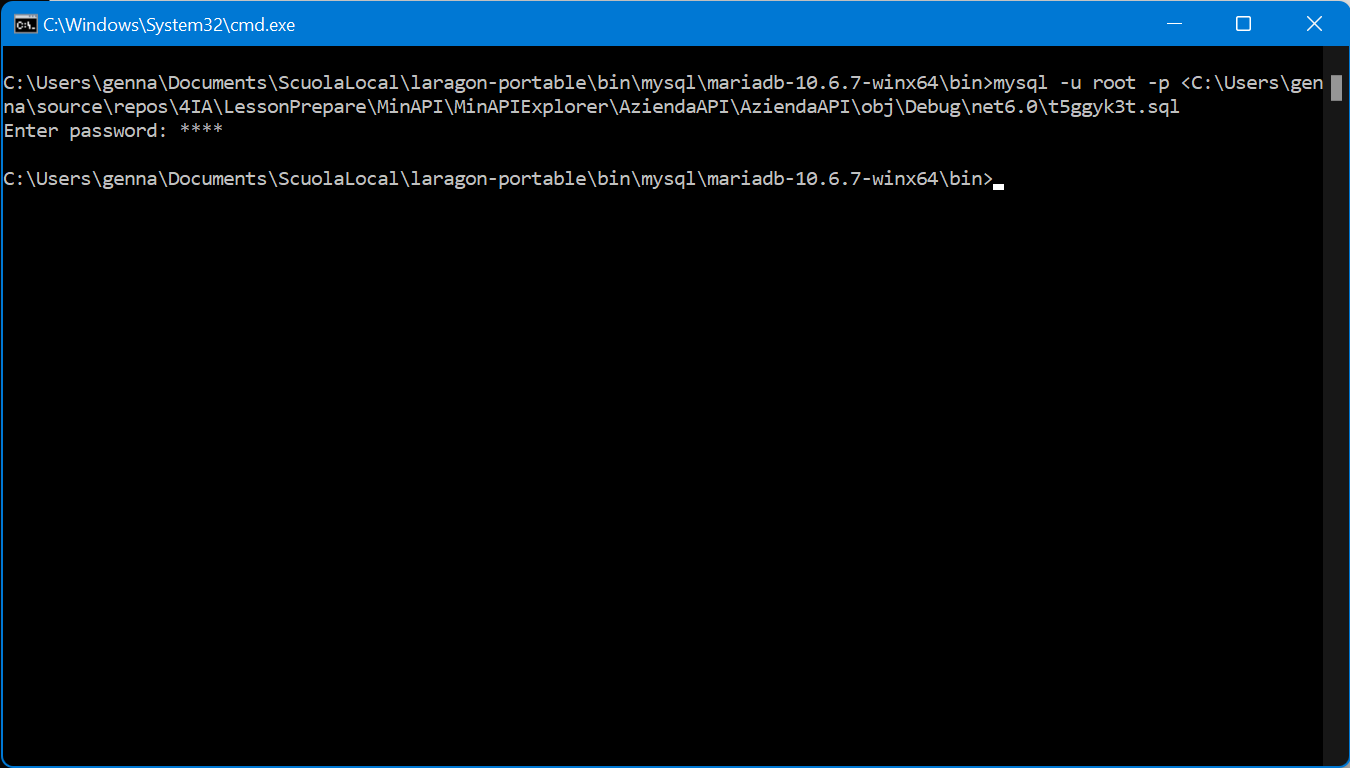 C:\Windows\System32\cmd.exe
C:\Users\genna\Documents\ScuolaLocal\laragon-portable\bin\mysql\mariadb-10.6.7-winx64\bin>mysql -u root -p <C:\Users\gen
na\source\repos\4IA\LessonPrepare\MinAPI\MinAPIExplorer\AziendaAPI\AziendaAPI\obj\Debug\net6.0\t5ggyk3t.sql
Enter password: ****
C:\Users\genna\Documents\ScuolaLocal\laragon-portable\bin\mysql\mariadb-10.6.7-winx64\bin>